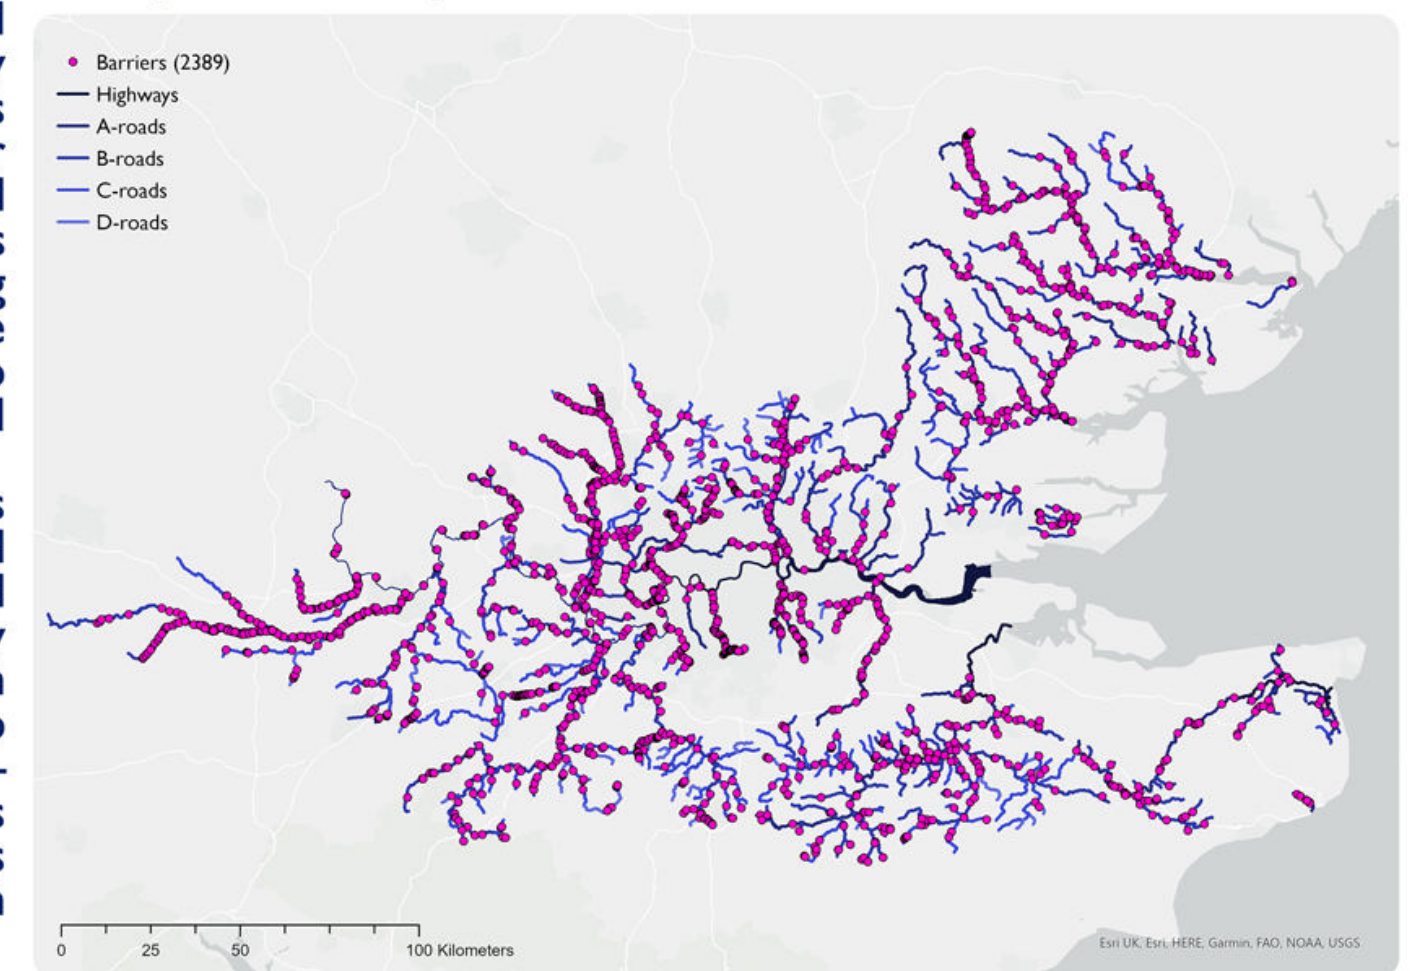 Barriers (2389)
Highways
A-roads
B-roads
C-roads
D-roads
0 25 50 100 Kilometers
Esri UK, Esri, HERE, Garmin, FAO, NOAA, USGS